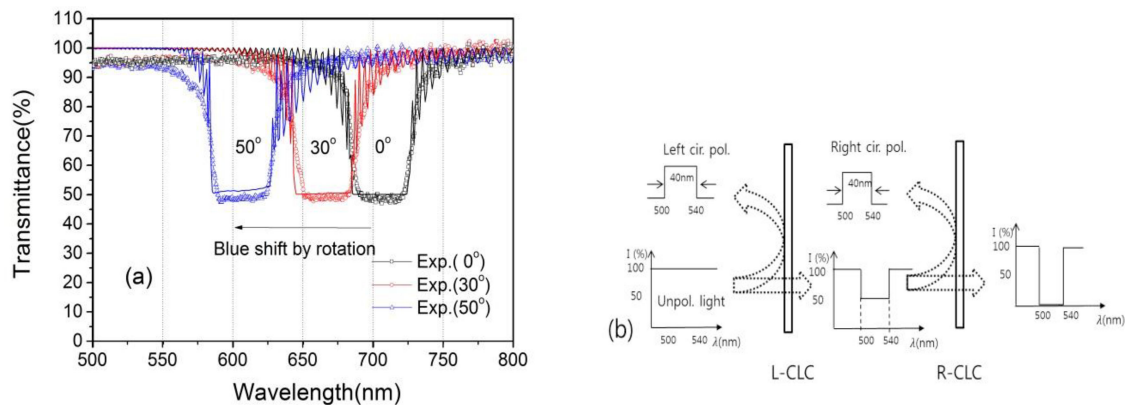 110
100
90
80
70
60
50
40
30
20
10
0
Transmittance(%)
50° 30° 0°
Blue shift by rotation
(a)
Exp.( 0°)
Exp.(30°)
Exp.(50°)
500 550 600 650 700 750 800
Wavelength(nm)
Left cir. pol.
40nm
500 540
Right cir. pol.
40nm
500 540
I (%)
100
50
Unpol. light
500 540
λ(nm)
I (%)
100
50
500 540
λ(nm)
I (%)
100
50
500 540
λ(nm)
(b)
L-CLC
R-CLC